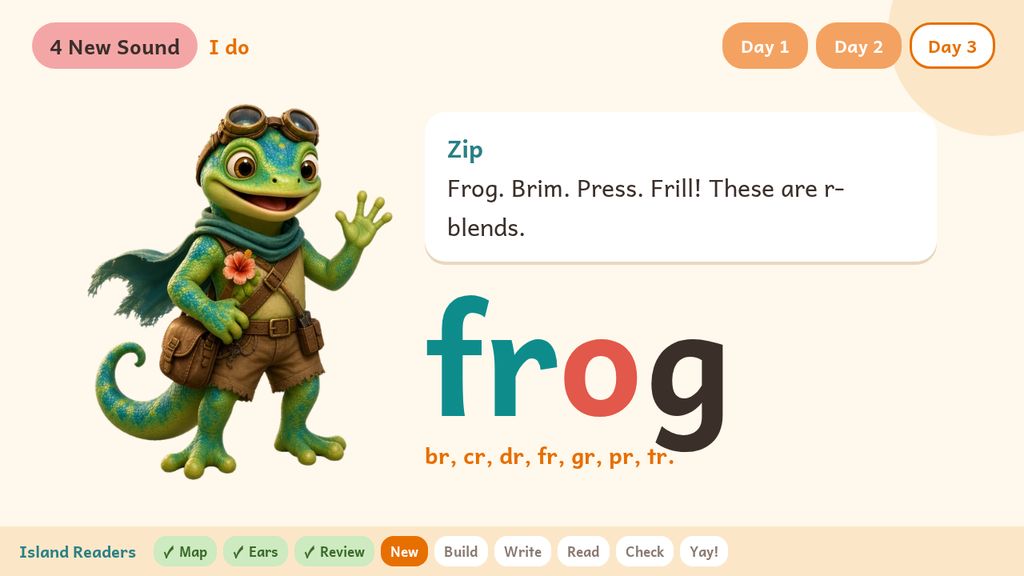 4 New Sound I do
Day 1 Day 2 Day 3
Zip
Frog. Brim. Press. Frill! These are r-
blends.
frog
br, cr, dr, fr, gr, pr, tr.
Island Readers ✓ Map ✓ Ears ✓ Review New Build Write Read Check Yay!